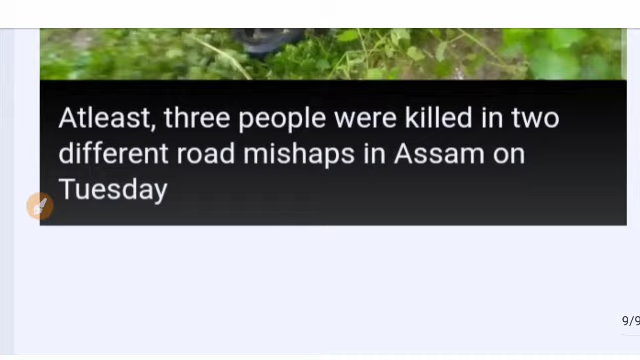 Atleast, three people were killed in two
different road mishaps in Assam on
Tuesday
9/9